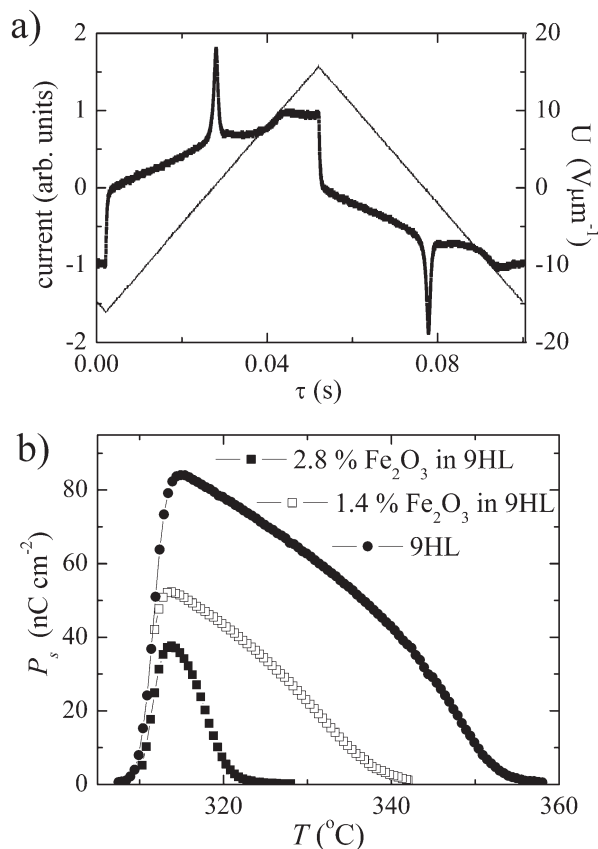 a)
2
1
0
-1
-2
current (arb. units)
20
10
0
-10
-20
U (Vμm⁻¹)
0.00 0.04 0.08
τ (s)
b)
80
60
40
20
0
Pₛ (nC cm⁻²)
2.8 % Fe₂O₃ in 9HL
1.4 % Fe₂O₃ in 9HL
9HL
320 340 360
T (°C)